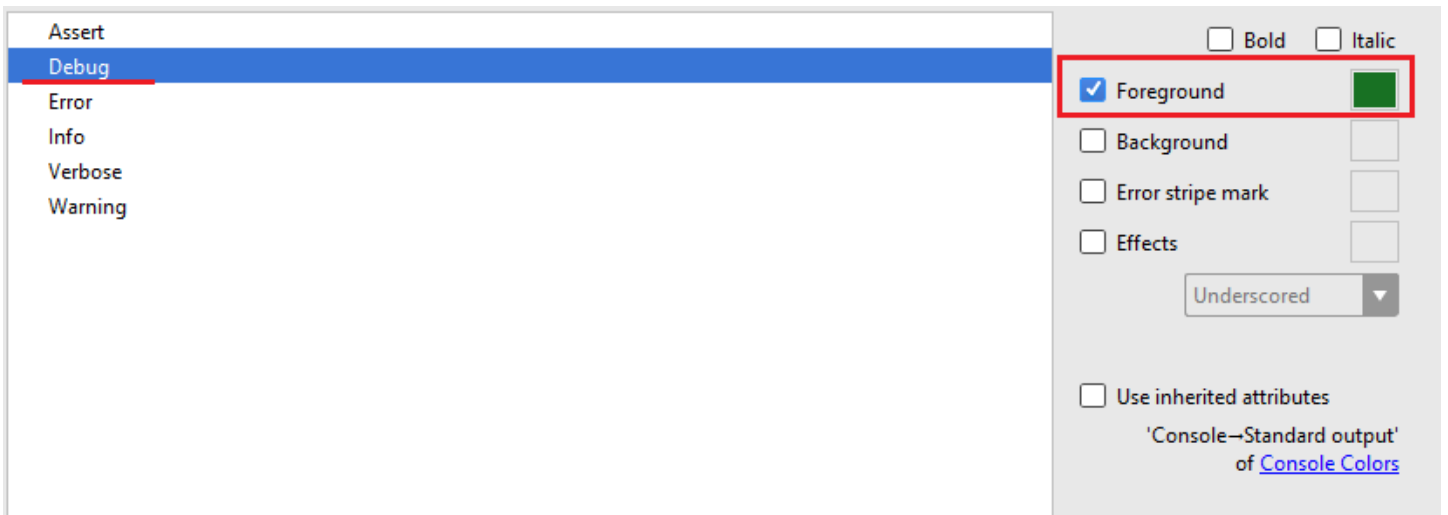 Assert
Debug
Error
Info
Verbose
Warning
Bold Italic
Foreground
Background
Error stripe mark
Effects
Underscored
Use inherited attributes
'Console→Standard output'
of Console Colors